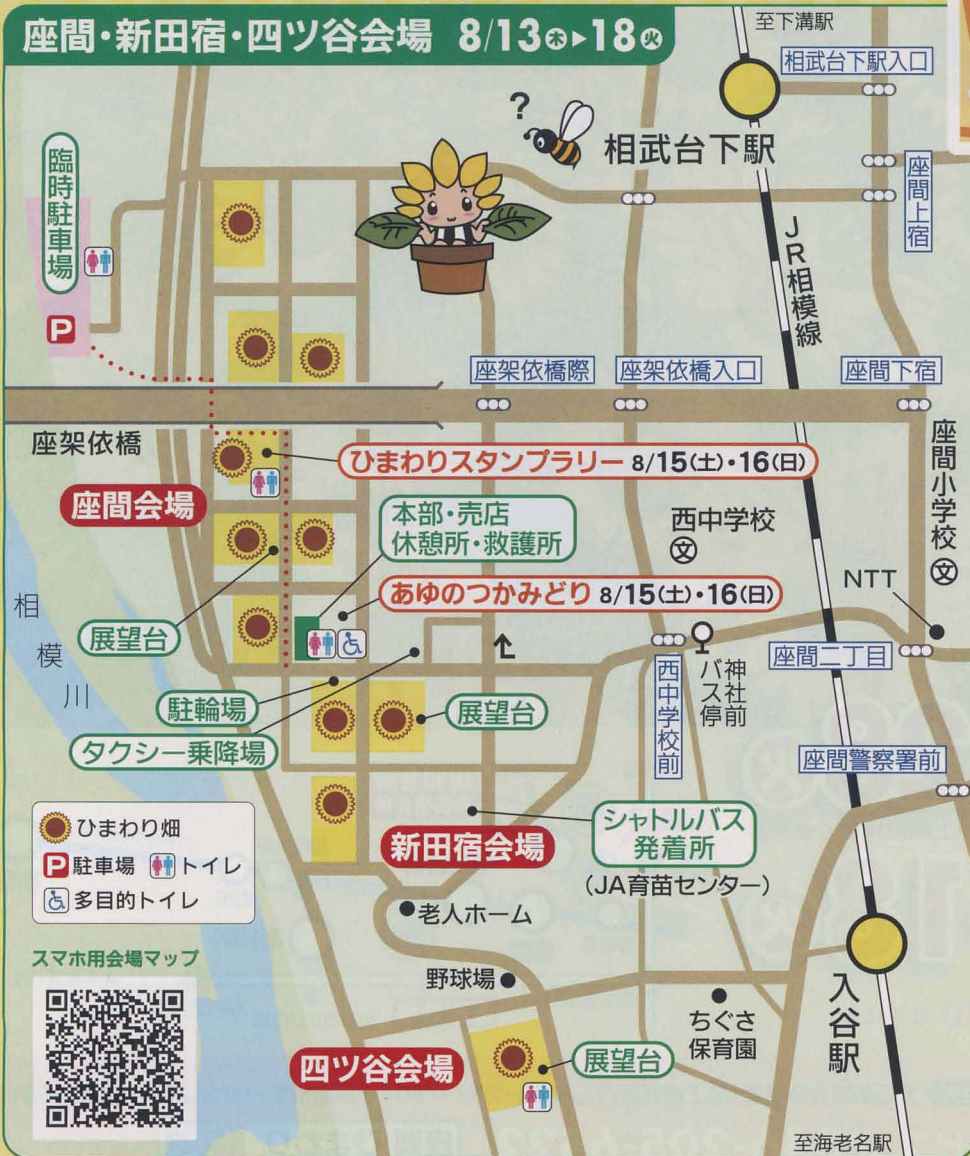 座間・新田宿・四ツ谷会場 8/13㊍▶18㊋
至下溝駅
相武台下駅入口
?
相武台下駅
臨時駐車場
座間上宿
JR相模線
P
座架依橋際
座架依橋入口
座間下宿
座架依橋
ひまわりスタンプラリー 8/15(土)・16(日)
座間小学校
文
座間会場
本部・売店
休憩所・救護所
西中学校
文
NTT
あゆのつかみどり 8/15(土)・16(日)
相模川
展望台
座間二丁目
神社前
バス停
西中学校前
駐輪場
展望台
タクシー乗降場
座間警察署前
ひまわり畑
P 駐車場 トイレ
多目的トイレ
新田宿会場
シャトルバス
発着所
(JA育苗センター)
老人ホーム
スマホ用会場マップ
野球場
入谷駅
ちぐさ
保育園
四ツ谷会場
展望台
至海老名駅